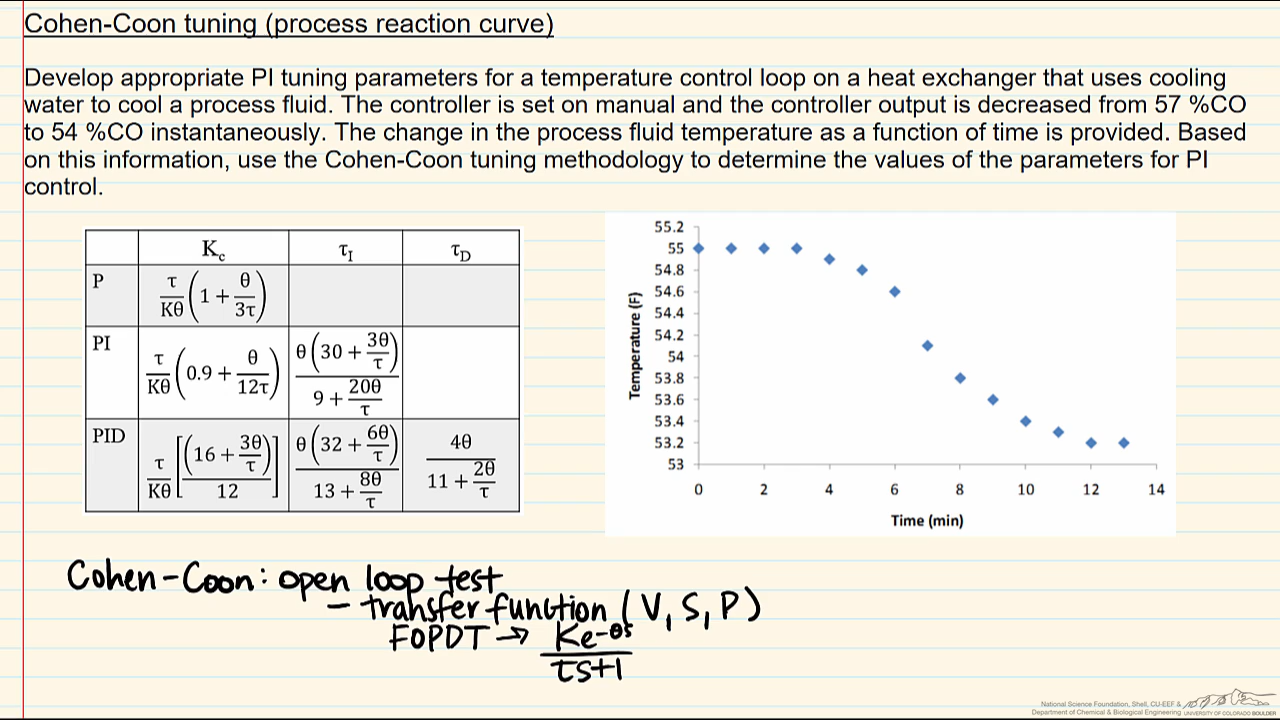 Cohen-Coon tuning (process reaction curve)
Develop appropriate PI tuning parameters for a temperature control loop on a heat exchanger that uses cooling
water to cool a process fluid. The controller is set on manual and the controller output is decreased from 57 %CO
to 54 %CO instantaneously. The change in the process fluid temperature as a function of time is provided. Based
on this information, use the Cohen-Coon tuning methodology to determine the values of the parameters for PI
control.
Kc τI τD
P τ/Kθ (1 + θ/3τ)
PI τ/Kθ (0.9 + θ/12τ) θ(30 + 3θ/τ) / 9 + 20θ/τ
PID τ/Kθ [(16 + 3θ/τ)/12] θ(32 + 6θ/τ) / 13 + 8θ/τ 4θ / 11 + 2θ/τ
55.2
55
54.8
54.6
54.4
54.2
54
53.8
53.6
53.4
53.2
53
Temperature (F)
0 2 4 6 8 10 12 14
Time (min)
Cohen-Coon: open loop test
- transfer function (V, S, P)
FOPDT → Ke-θs
τs+1
National Science Foundation, Shell, CU-EEF &
Department of Chemical & Biological Engineering UNIVERSITY OF COLORADO BOULDER